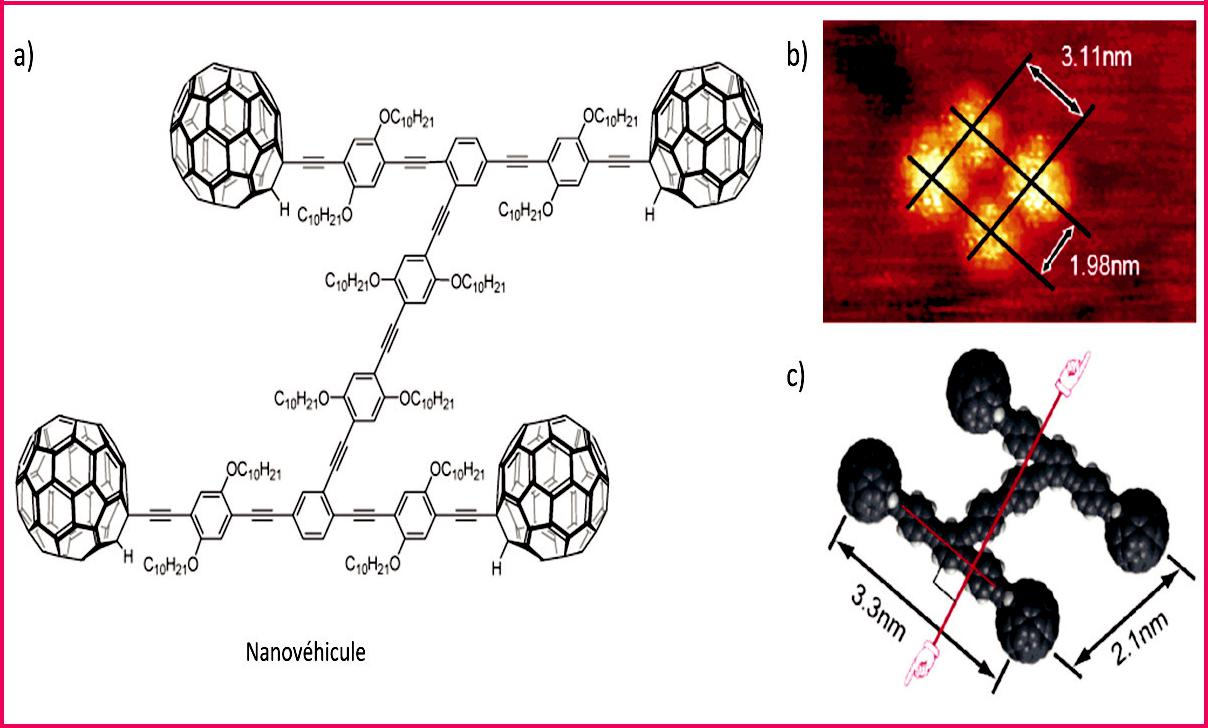 a)
OC10H21
OC10H21
C10H21O
H
C10H21O
H
C10H21O
OC10H21
C10H21O
OC10H21
OC10H21
OC10H21
C10H21O
H
C10H21O
H
Nanovéhicule
b)
3.11nm
1.98nm
c)
3.3nm
2.1nm